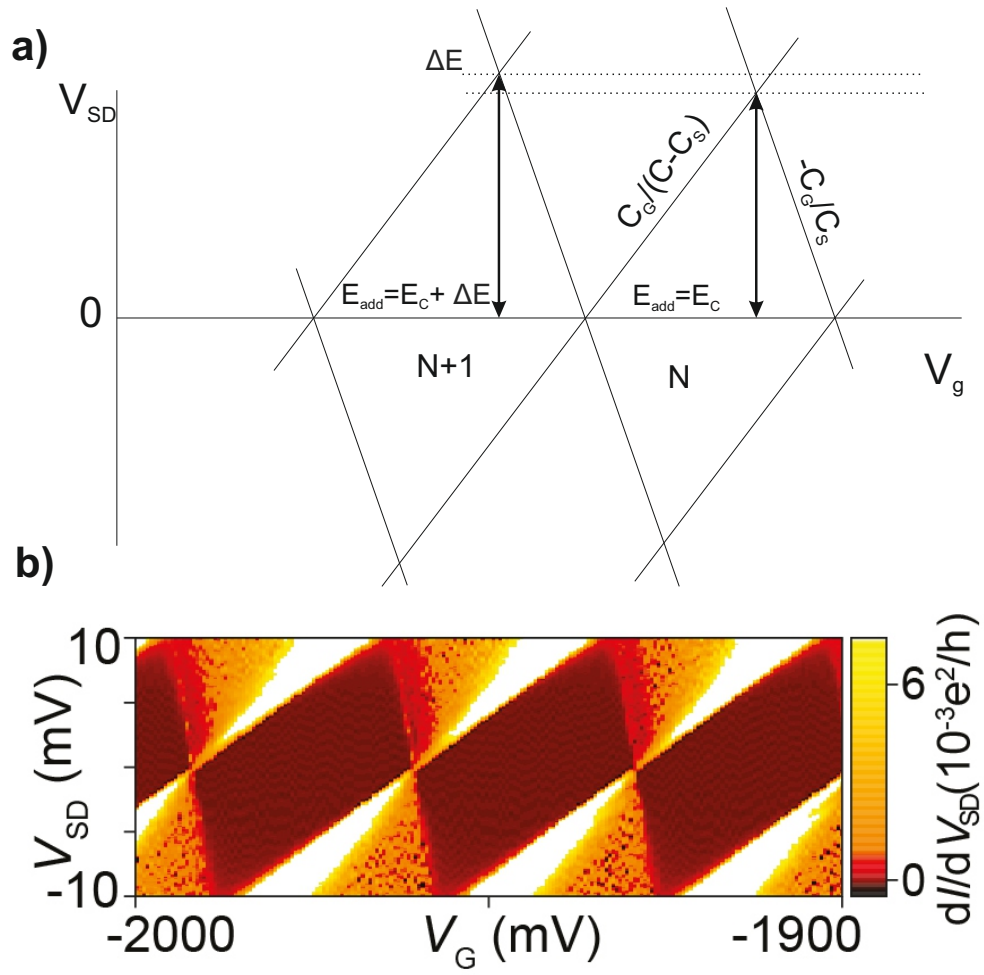 a)
ΔE
V_SD
C_G/(C-C_S)
-C_G/C_S
E_add=E_C+ ΔE
E_add=E_C
0
N+1
N
V_g
b)
10
V_SD (mV)
-10
-2000
V_G (mV)
-1900
6
0
dI/dV_SD(10^-3e^2/h)